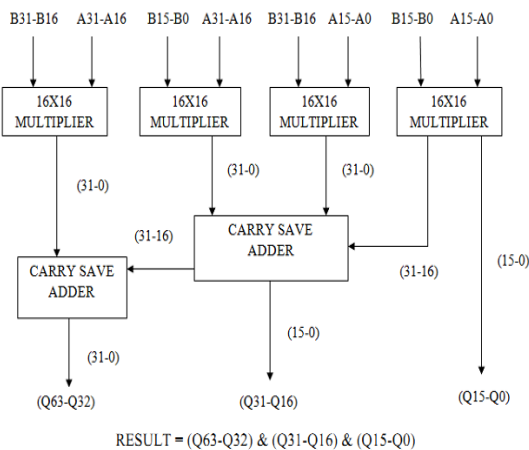 B31-B16 A31-A16 B15-B0 A31-A16 B31-B16 A15-A0 B15-B0 A15-A0
16X16 MULTIPLIER
16X16 MULTIPLIER
16X16 MULTIPLIER
16X16 MULTIPLIER
(31-0)
(31-0)
(31-0)
(31-16)
CARRY SAVE
ADDER
(31-16)
(15-0)
CARRY SAVE
ADDER
(31-0)
(15-0)
(Q63-Q32)
(Q31-Q16)
(Q15-Q0)
RESULT = (Q63-Q32) & (Q31-Q16) & (Q15-Q0)